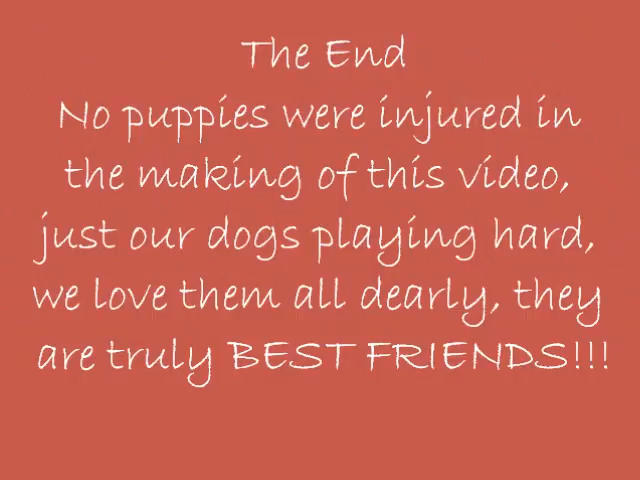 The End
No puppies were injured in
the making of this video,
just our dogs playing hard,
we love them all dearly, they
are truly BEST FRIENDS!!!